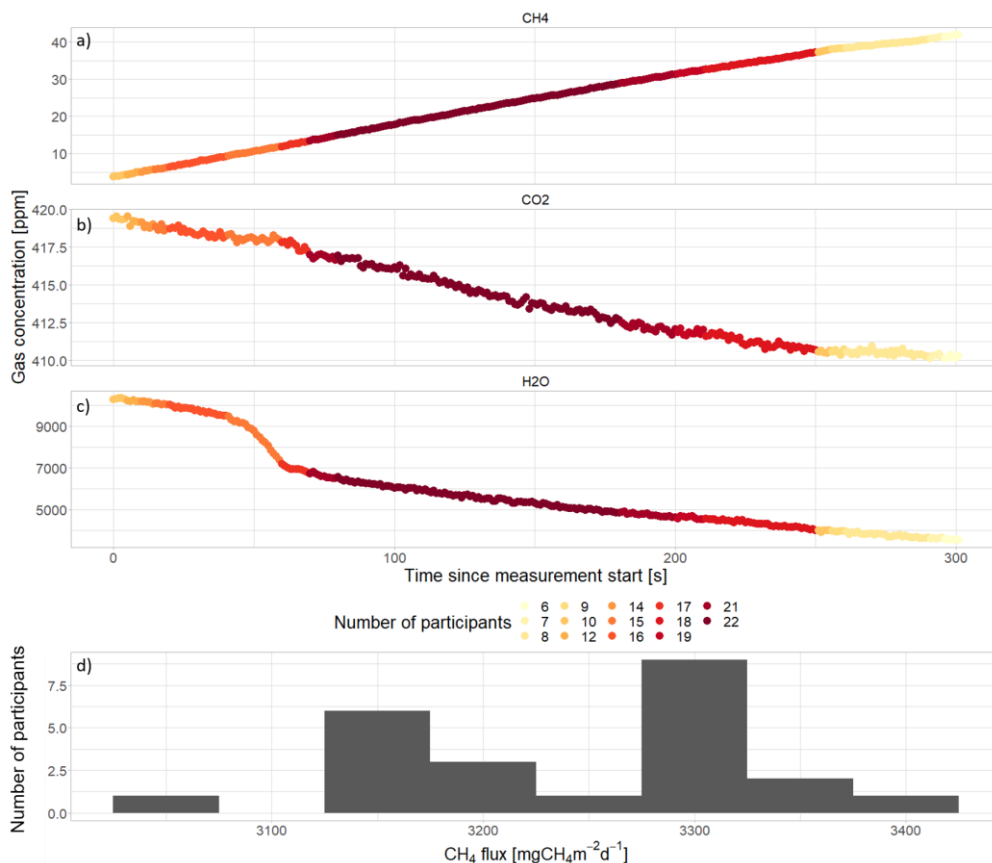 CH4
a)
40
30
20
10
Gas concentration [ppm]
CO2
b)
420.0
417.5
415.0
412.5
410.0
H2O
c)
9000
7000
5000
0 100 200 300
Time since measurement start [s]
Number of participants
6 9 14 17 21
7 10 15 18 22
8 12 16 19
d)
Number of participants
7.5
5.0
2.5
0.0
3100 3200 3300 3400
CH₄ flux [mgCH₄m⁻²d⁻¹]